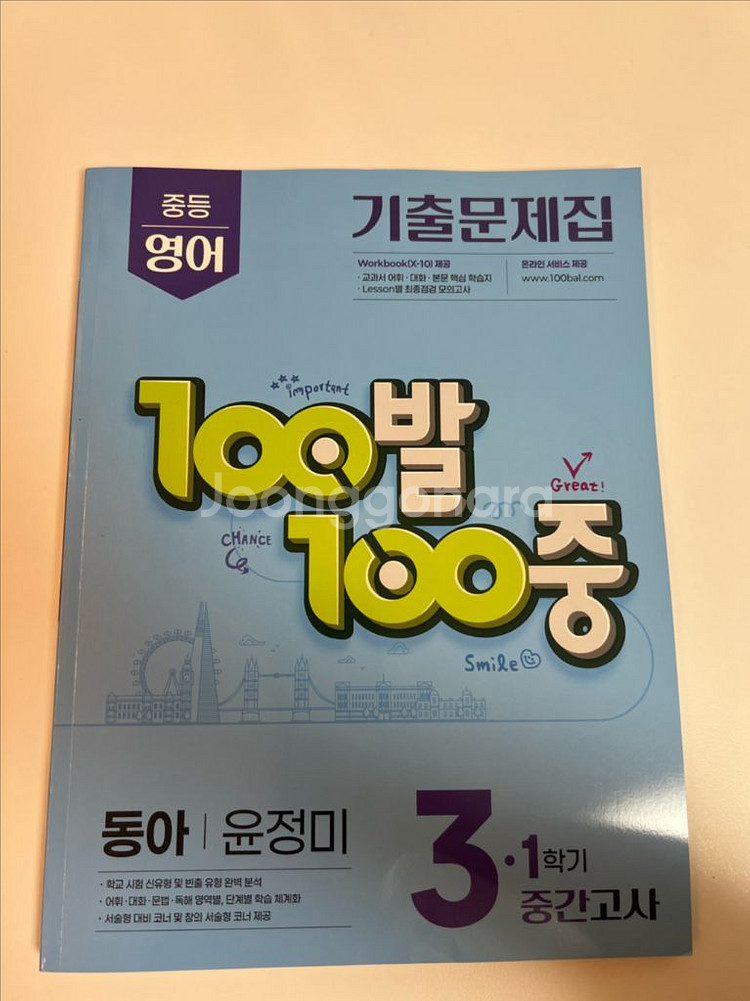 중등
영어
기출문제집
Workbook(X-10) 제공
· 교과서 어휘 · 대화 · 본문 핵심 학습지
· Lesson별 최종점검 모의고사
온라인 서비스 제공
www.100bal.com
important
100발
Great!
Joonggonara
CHANCE
100중
Smile
동아 | 윤정미
· 학교 시험 신유형 및 빈출 유형 완벽 분석
· 어휘 · 대화 · 문법 · 독해 영역별, 단계별 학습 체계화
· 서술형 대비 코너 및 창의 서술형 코너 제공
3·1학기
중간고사